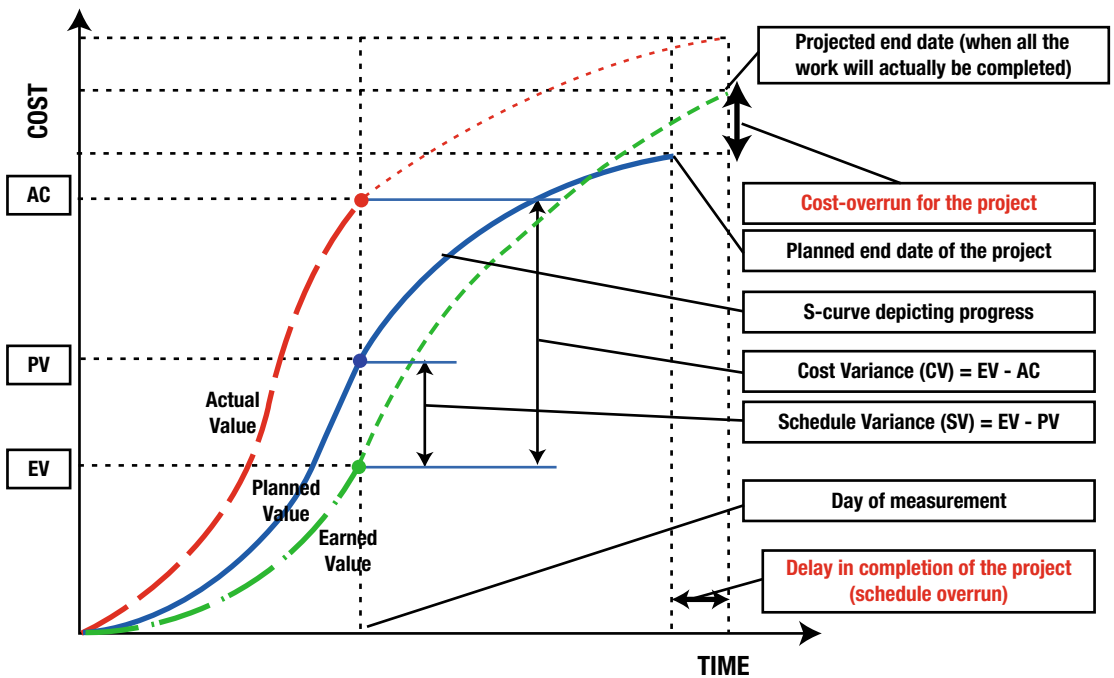 COST
AC
PV
EV
Actual
Value
Planned
Value
Earned
Value
Projected end date (when all the
work will actually be completed)
Cost-overrun for the project
Planned end date of the project
S-curve depicting progress
Cost Variance (CV) = EV - AC
Schedule Variance (SV) = EV - PV
Day of measurement
Delay in completion of the project
(schedule overrun)
TIME